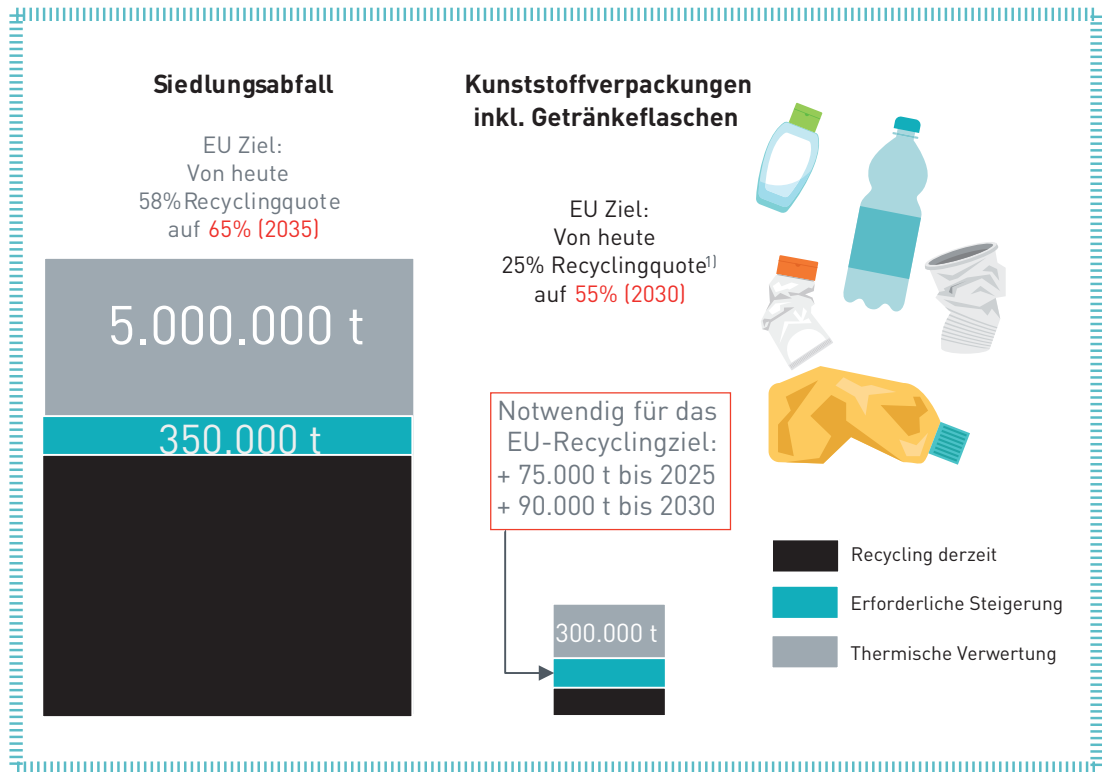 Siedlungsabfall
EU Ziel:
Von heute
58% Recyclingquote
auf 65% (2035)
5.000.000 t
350.000 t
Kunststoffverpackungen
inkl. Getränkeflaschen
EU Ziel:
Von heute
25% Recyclingquote¹⁾
auf 55% (2030)
Notwendig für das
EU-Recyclingziel:
+ 75.000 t bis 2025
+ 90.000 t bis 2030
300.000 t
Recycling derzeit
Erforderliche Steigerung
Thermische Verwertung